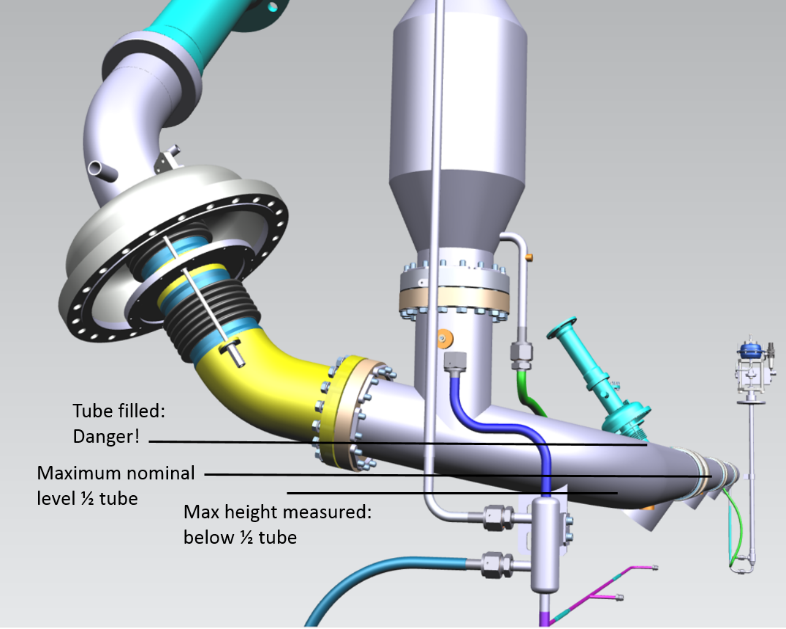 Tube filled:
Danger!
Maximum nominal
level ½ tube
Max height measured:
below ½ tube